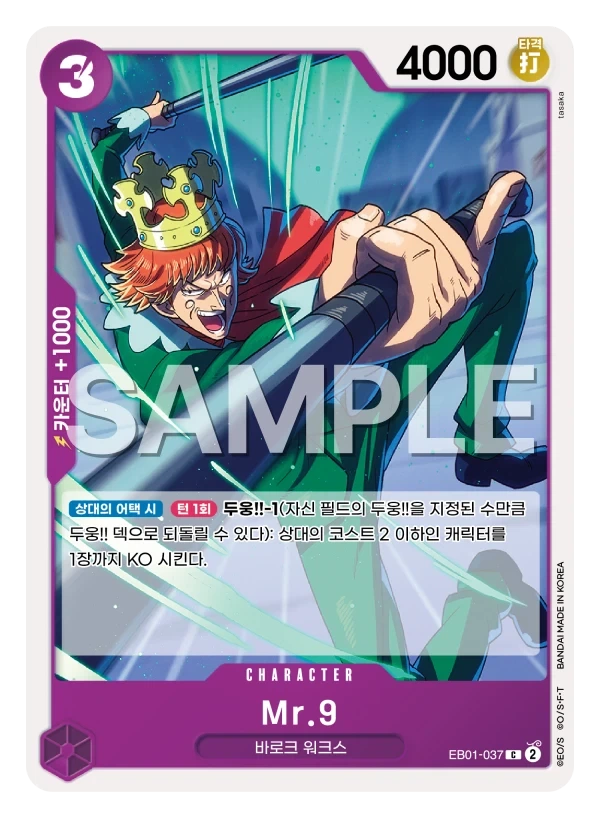 3
4000
타격
打
tasaka
카운터 +1000
SAMPLE
상대의 어택 시 턴 1회 두웅!!-1(자신 필드의 두웅!!을 지정된 수만큼
두웅!! 덱으로 되돌릴 수 있다): 상대의 코스트 2 이하인 캐릭터를
1장까지 KO 시킨다.
CHARACTER
Mr.9
바로크 워크스
EB01-037 C 2
©EO/S ©O/S·F·T BANDAI MADE IN KOREA